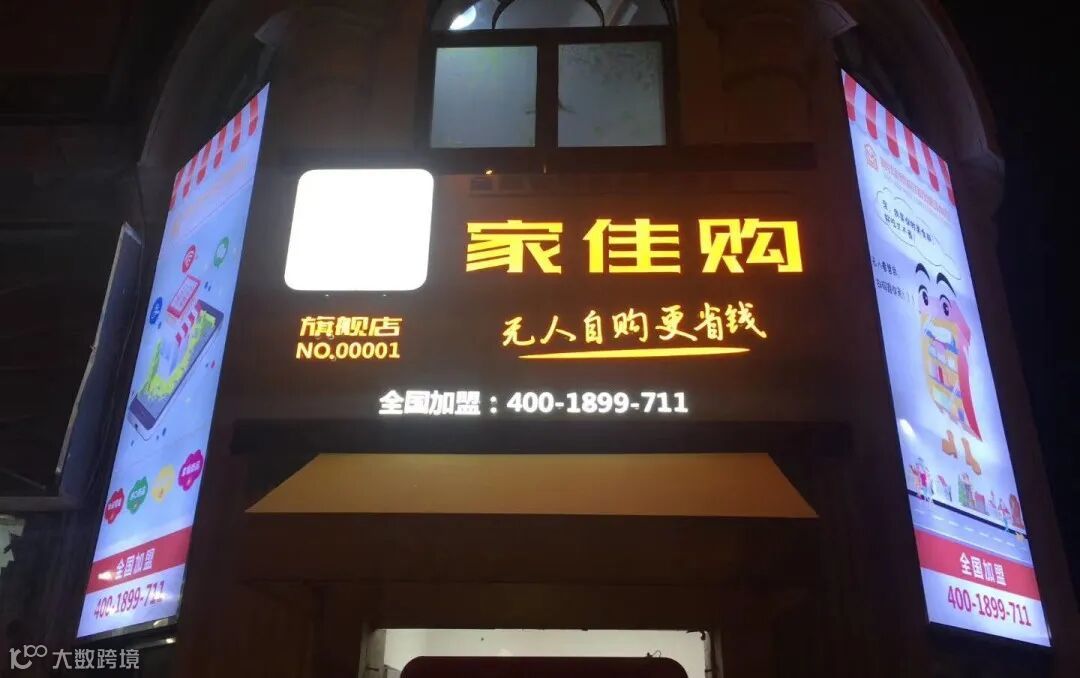 家佳购
旗舰店
NO.00001
无人自购更省钱
全国加盟：400-1899-711
全国加盟
400-1899-711
全国加盟
400-1899-711
大数跨境